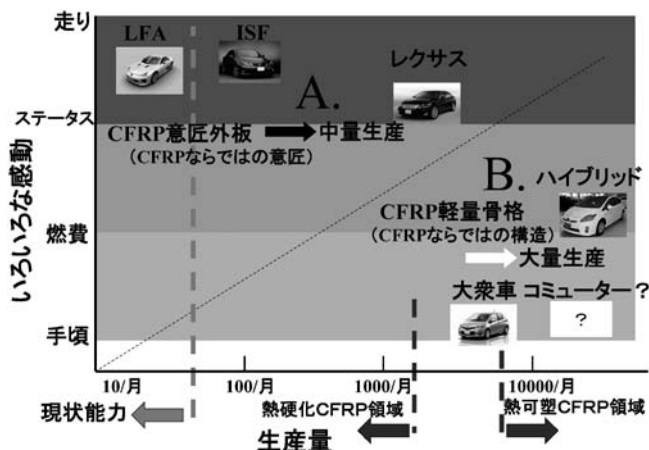 走り
LFA
ISF
レクサス
A.
ステータス
CFRP意匠外板
中量生産
(CFRPならではの意匠)
いろいろな感動
B.
ハイブリッド
CFRP軽量骨格
(CFRPならではの構造)
燃費
大量生産
大衆車 コミューター?
?
手頃
10/月
100/月
1000/月
10000/月
現状能力
熱硬化CFRP領域
熱可塑CFRP領域
生産量